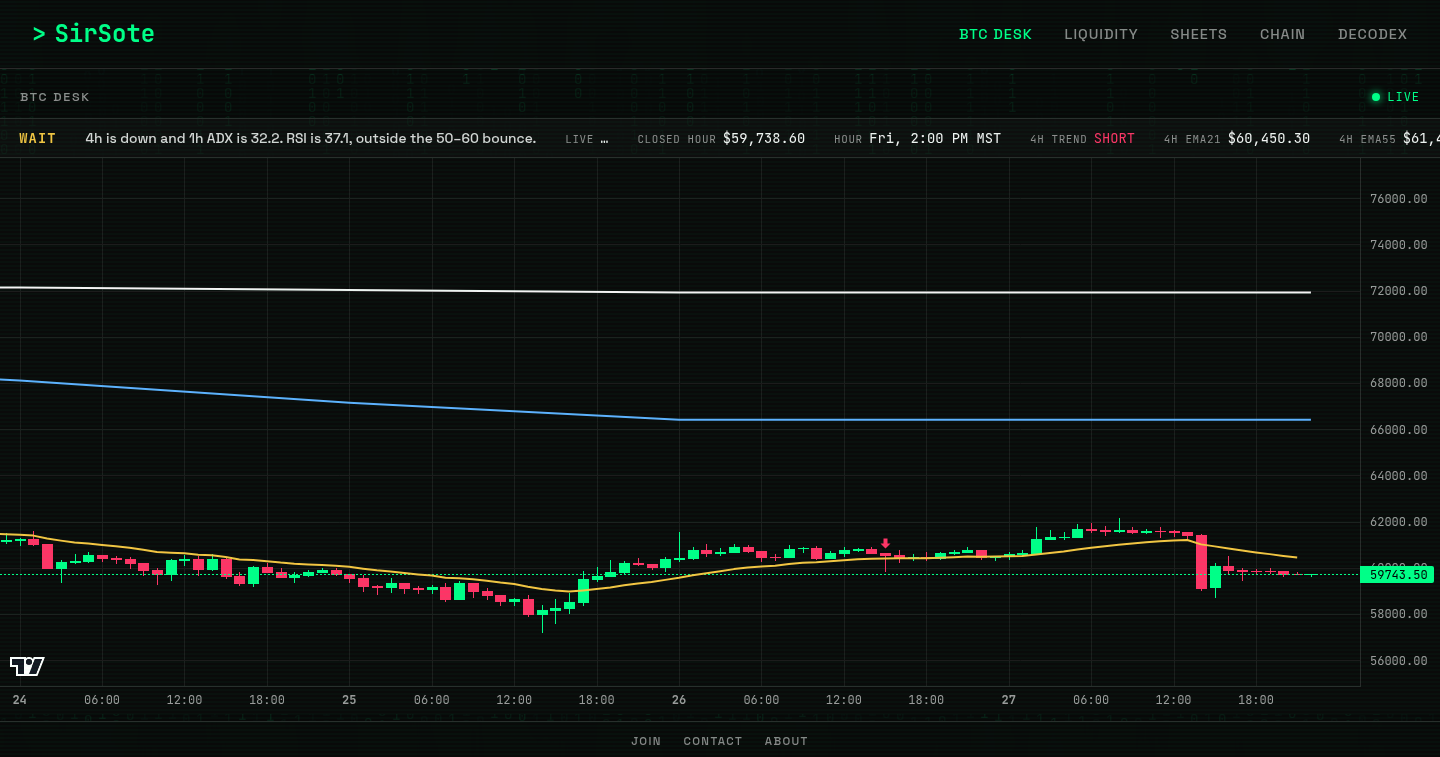 > SirSote
BTC DESK LIQUIDITY SHEETS CHAIN DECODEX
BTC DESK
LIVE
WAIT 4h is down and 1h ADX is 32.2. RSI is 37.1, outside the 50–60 bounce. LIVE … CLOSED HOUR $59,738.60 HOUR Fri, 2:00 PM MST 4H TREND SHORT 4H EMA21 $60,450.30 4H EMA55 $61,4
76000.00
74000.00
72000.00
70000.00
68000.00
66000.00
64000.00
62000.00
59743.50
58000.00
56000.00
24 06:00 12:00 18:00 25 06:00 12:00 18:00 26 06:00 12:00 18:00 27 06:00 12:00 18:00
JOIN CONTACT ABOUT